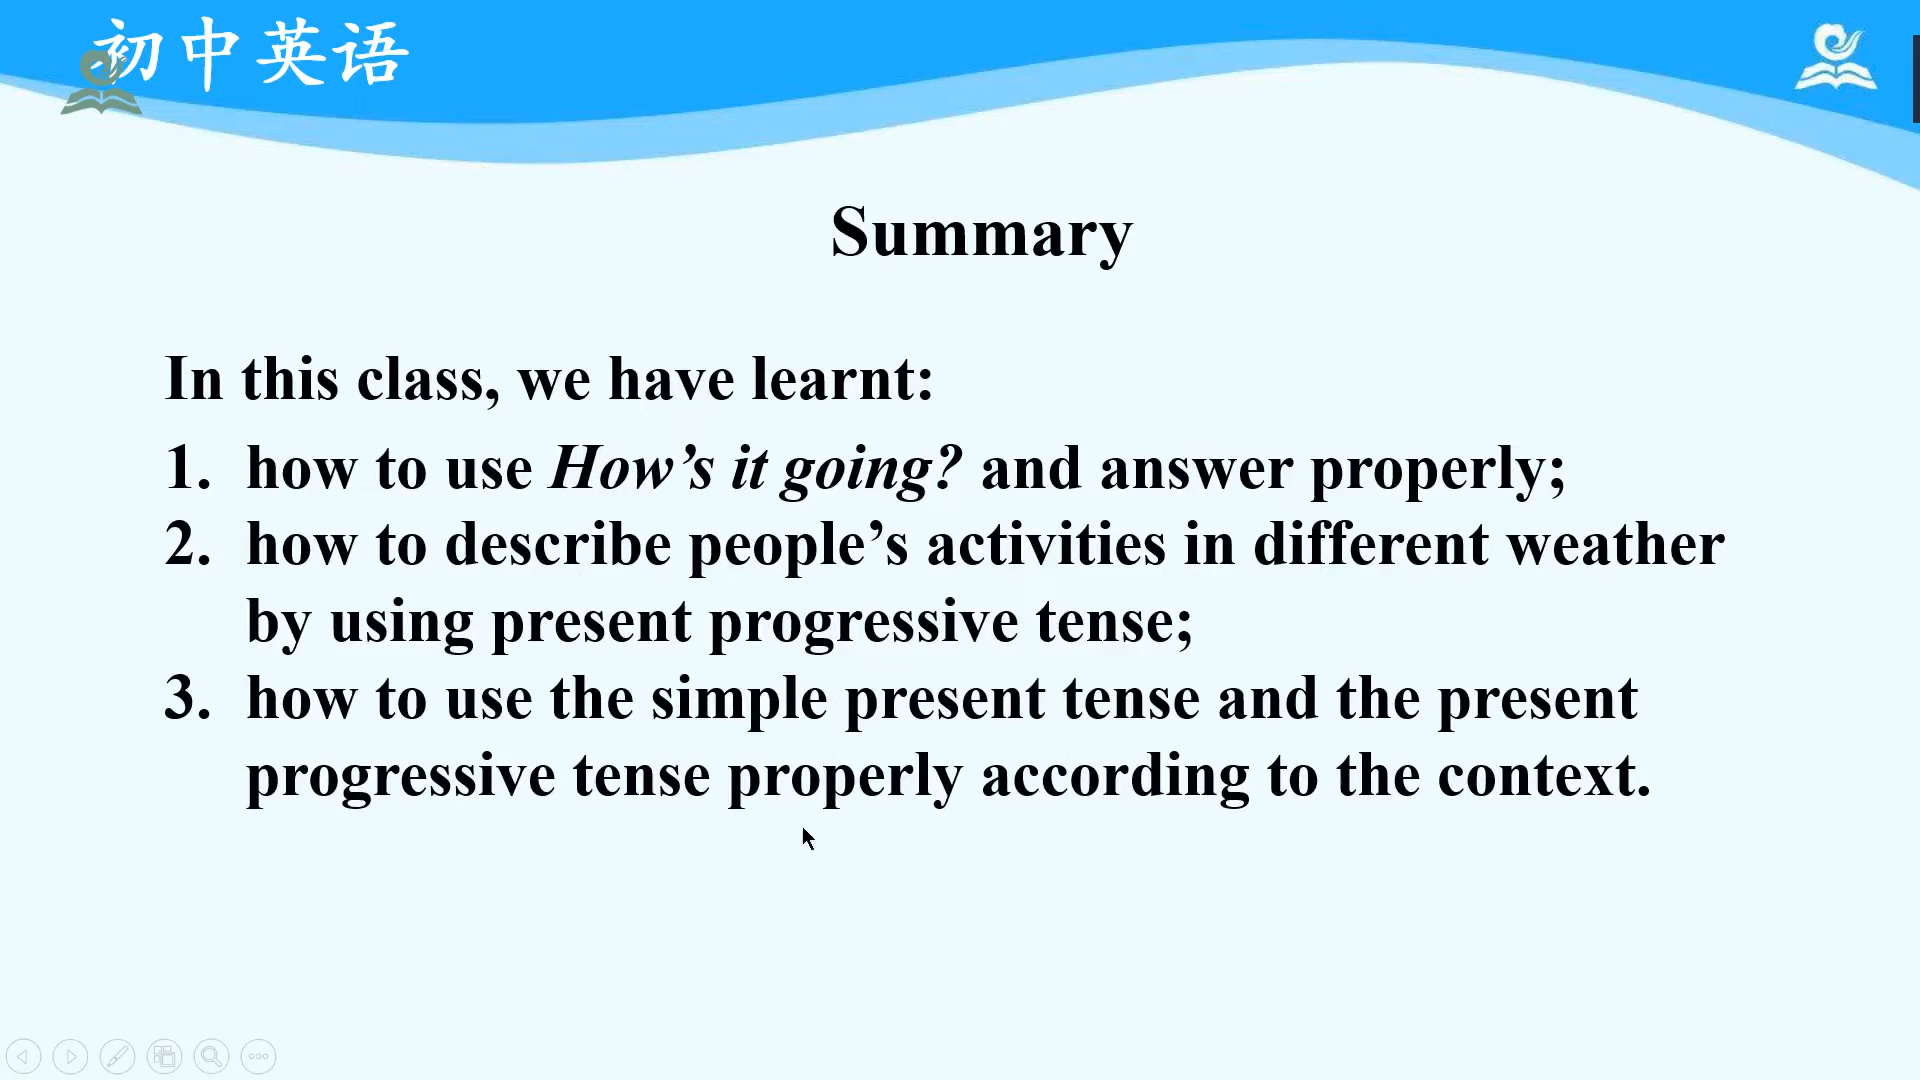 初中英语
Summary
In this class, we have learnt:
1. how to use How’s it going? and answer properly;
2. how to describe people’s activities in different weather
by using present progressive tense;
3. how to use the simple present tense and the present
progressive tense properly according to the context.